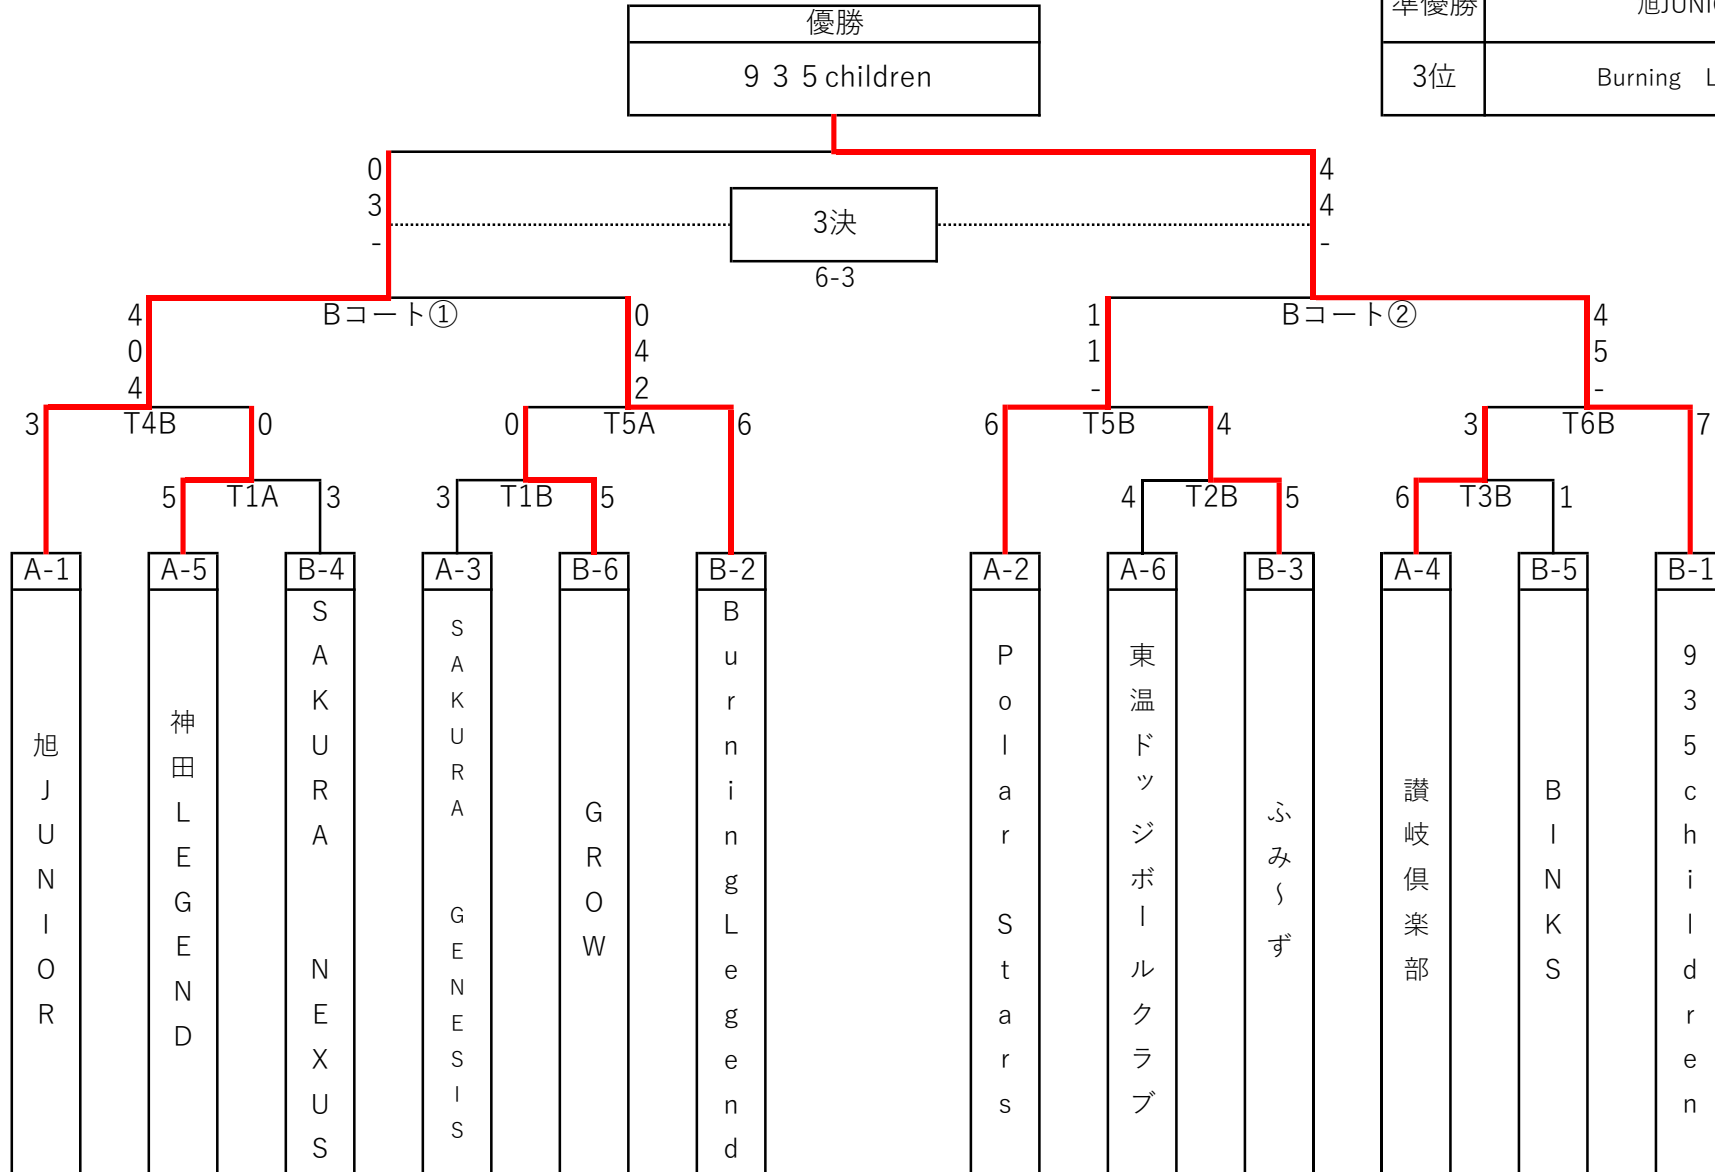 優勝
９３５children
準優勝
旭JUNI
3位
Burning　L
0
3
-
4
4
-
3決
6-3
4
0
4
Bコート①
0
4
2
1
1
-
Bコート②
4
5
-
3
T4B
0
0
T5A
6
6
T5B
4
3
T6B
7
5
T1A
3
3
T1B
5
4
T2B
5
6
T3B
1
A-1
A-5
B-4
A-3
B-6
B-2
A-2
A-6
B-3
A-4
B-5
B-1
旭JUNIOR
神田LEGEND
SAKURA　NEXUS
SAKURA　GENESIS
GROW
BurningLegend
Polar　Stars
東温ドッジボールクラブ
ふみ～ず
讃岐倶楽部
BINKS
935children